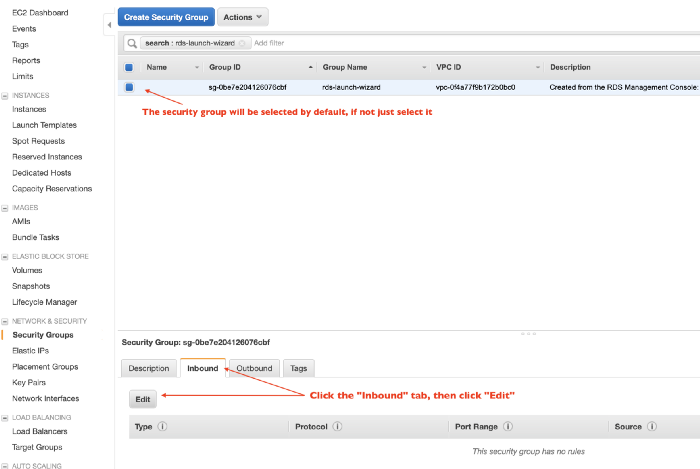 EC2 Dashboard
Events
Tags
Reports
Limits
INSTANCES
Instances
Launch Templates
Spot Requests
Reserved Instances
Dedicated Hosts
Capacity Reservations
IMAGES
AMIs
Bundle Tasks
ELASTIC BLOCK STORE
Volumes
Snapshots
Lifecycle Manager
NETWORK & SECURITY
Security Groups
Elastic IPs
Placement Groups
Key Pairs
Network Interfaces
LOAD BALANCING
Load Balancers
Target Groups
AUTO SCALING
Create Security Group Actions
search : rds-launch-wizard Add filter
Name Group ID Group Name VPC ID Description
sg-0be7e204126076cbf rds-launch-wizard vpc-0f4a77f9b172b0bc0 Created from the RDS Management Console:
The security group will be selected by default, if not just select it
Security Group: sg-0be7e204126076cbf
Description Inbound Outbound Tags
Edit
Click the "Inbound" tab, then click "Edit"
Type Protocol Port Range Source
This security group has no rules